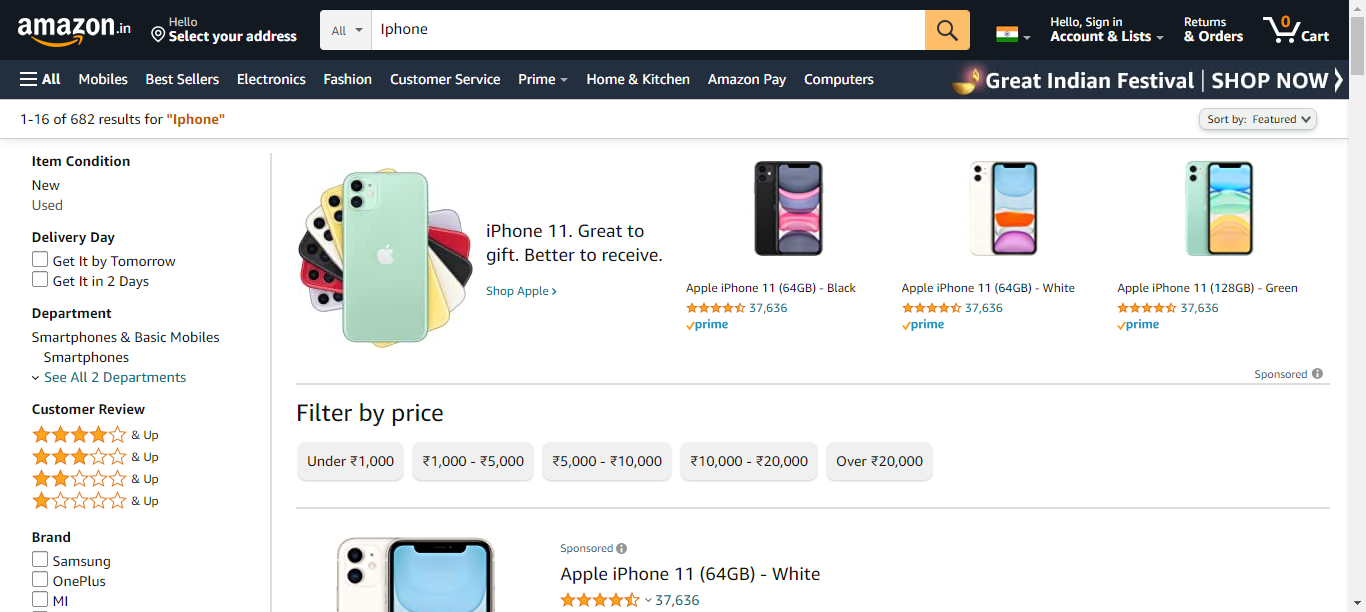 amazon.in
Hello
Select your address
All
Iphone
Hello, Sign in
Account & Lists
Returns
& Orders
0
Cart
All
Mobiles
Best Sellers
Electronics
Fashion
Customer Service
Prime
Home & Kitchen
Amazon Pay
Computers
Great Indian Festival | SHOP NOW
1-16 of 682 results for "Iphone"
Sort by: Featured
Item Condition
New
Used
Delivery Day
Get It by Tomorrow
Get It in 2 Days
Department
Smartphones & Basic Mobiles
Smartphones
See All 2 Departments
Customer Review
& Up
& Up
& Up
& Up
Brand
Samsung
OnePlus
MI
iPhone 11. Great to
gift. Better to receive.
Shop Apple ›
Apple iPhone 11 (64GB) - Black
37,636
prime
Apple iPhone 11 (64GB) - White
37,636
prime
Apple iPhone 11 (128GB) - Green
37,636
prime
Sponsored
Filter by price
Under ₹1,000
₹1,000 - ₹5,000
₹5,000 - ₹10,000
₹10,000 - ₹20,000
Over ₹20,000
Sponsored
Apple iPhone 11 (64GB) - White
37,636